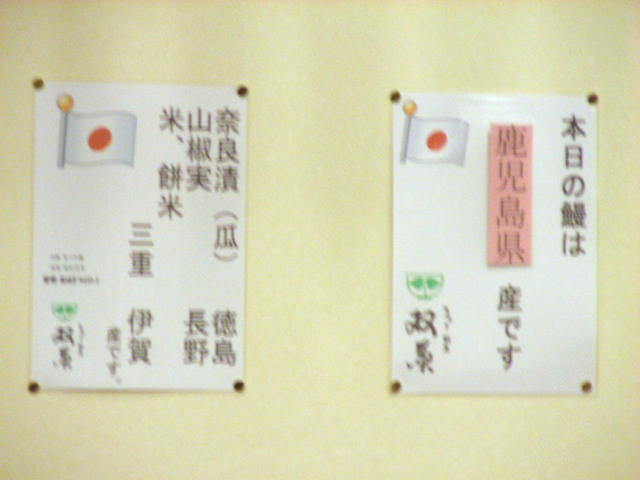 奈良漬（瓜） 徳島
山椒実 長野
米、餅米
三重 伊賀
産です。
本日の鰻は
鹿児島県 産です